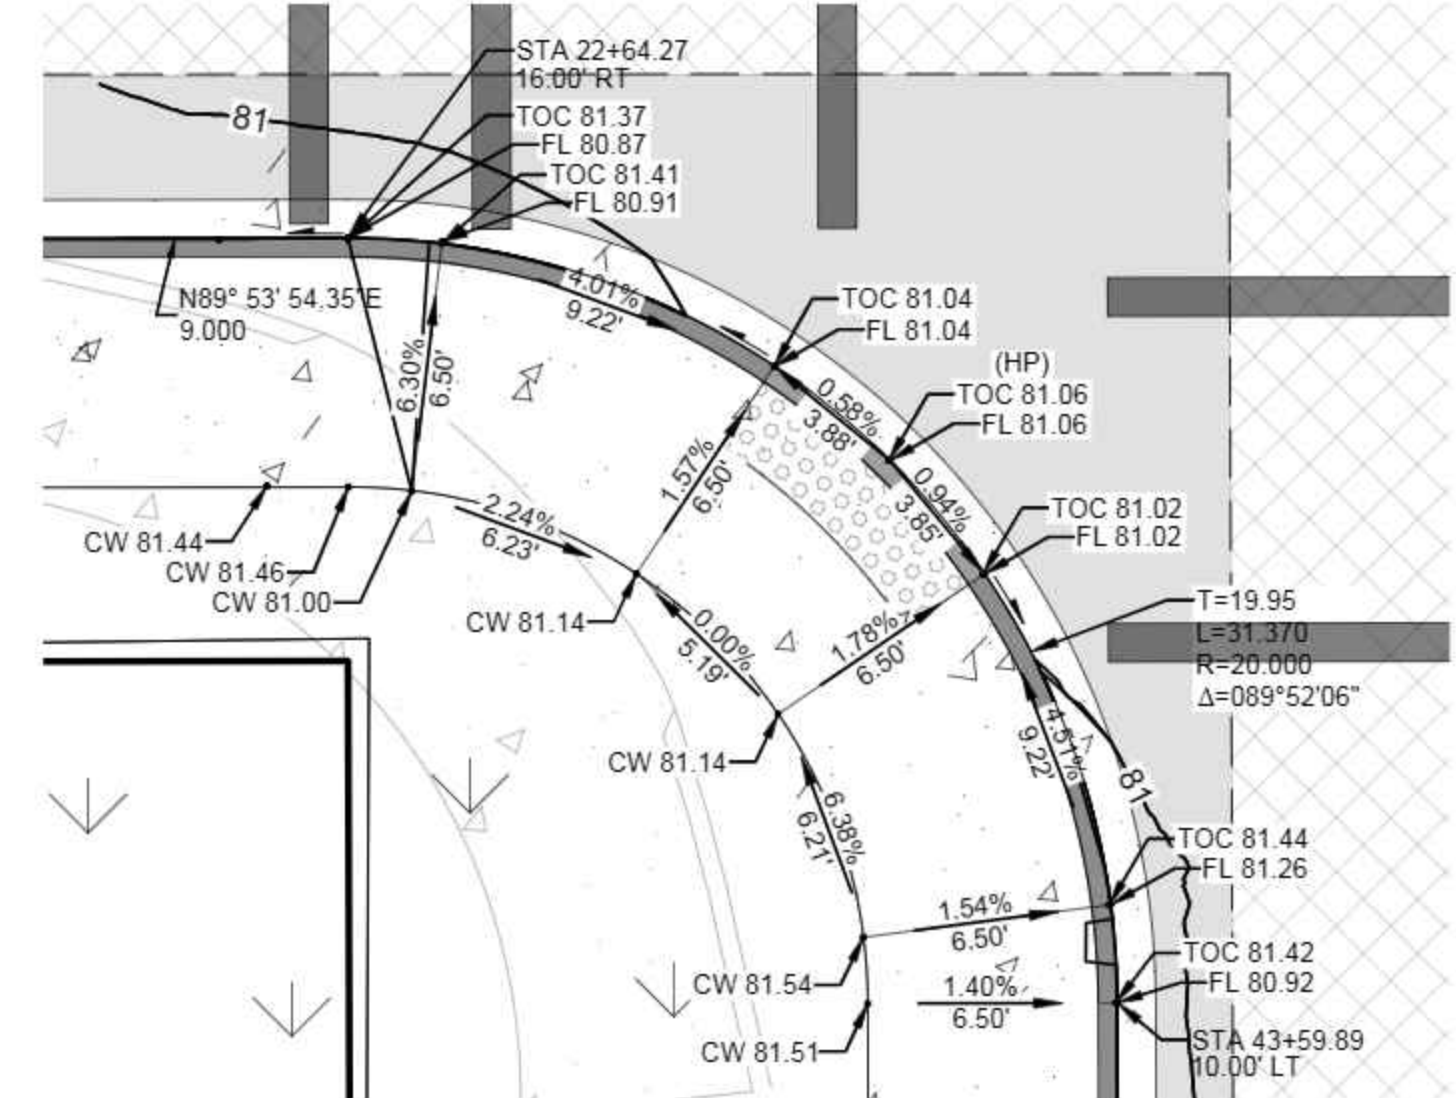 STA 22+64.27
16.00' RT
TOC 81.37
FL 80.87
TOC 81.41
FL 80.91
81
N89° 53' 54.35"E
9.000
4.01%
9.22'
6.30%
6.50'
TOC 81.04
FL 81.04
(HP)
TOC 81.06
FL 81.06
0.58%
3.88'
1.57%
6.50'
0.94%
3.85'
TOC 81.02
FL 81.02
2.24%
6.23'
CW 81.44
CW 81.46
CW 81.00
CW 81.14
0.00%
5.19'
1.78%
6.50'
T=19.95
L=31.370
R=20.000
Δ=089°52'06"
CW 81.14
4.51%
9.22'
81
6.38%
6.21'
TOC 81.44
FL 81.26
1.54%
6.50'
CW 81.54
TOC 81.42
FL 80.92
1.40%
6.50'
CW 81.51
STA 43+59.89
10.00' LT